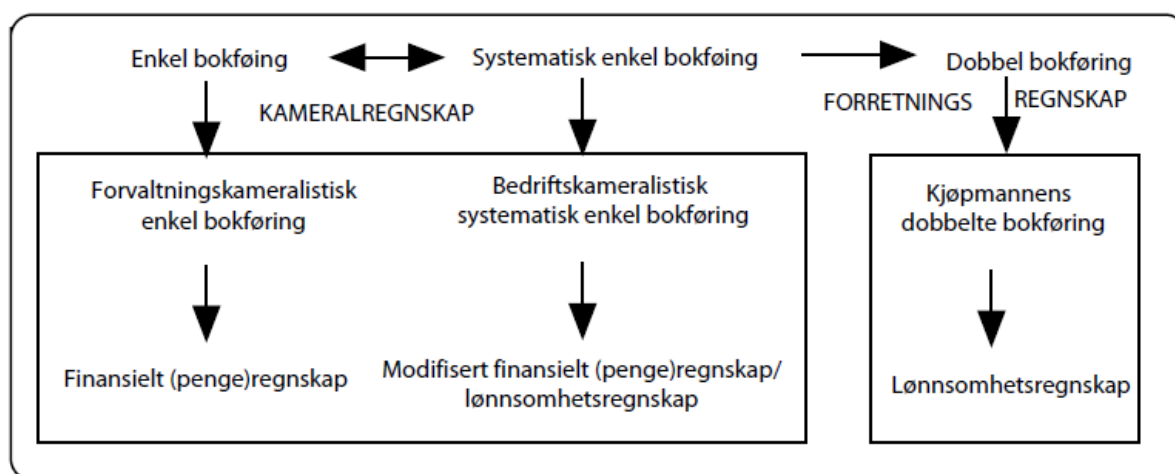 Enkel bokføing
Systematisk enkel bokføing
Dobbel bokføring
KAMERALREGNSKAP
FORRETNINGS
REGNSKAP
Forvaltningskameralistisk
enkel bokføring
Bedriftskameralistisk
systematisk enkel bokføring
Kjøpmannens
dobbelte bokføring
Finansielt (penge)regnskap
Modifisert finansielt (penge)regnskap/
lønnsomhetsregnskap
Lønnsomhetsregnskap